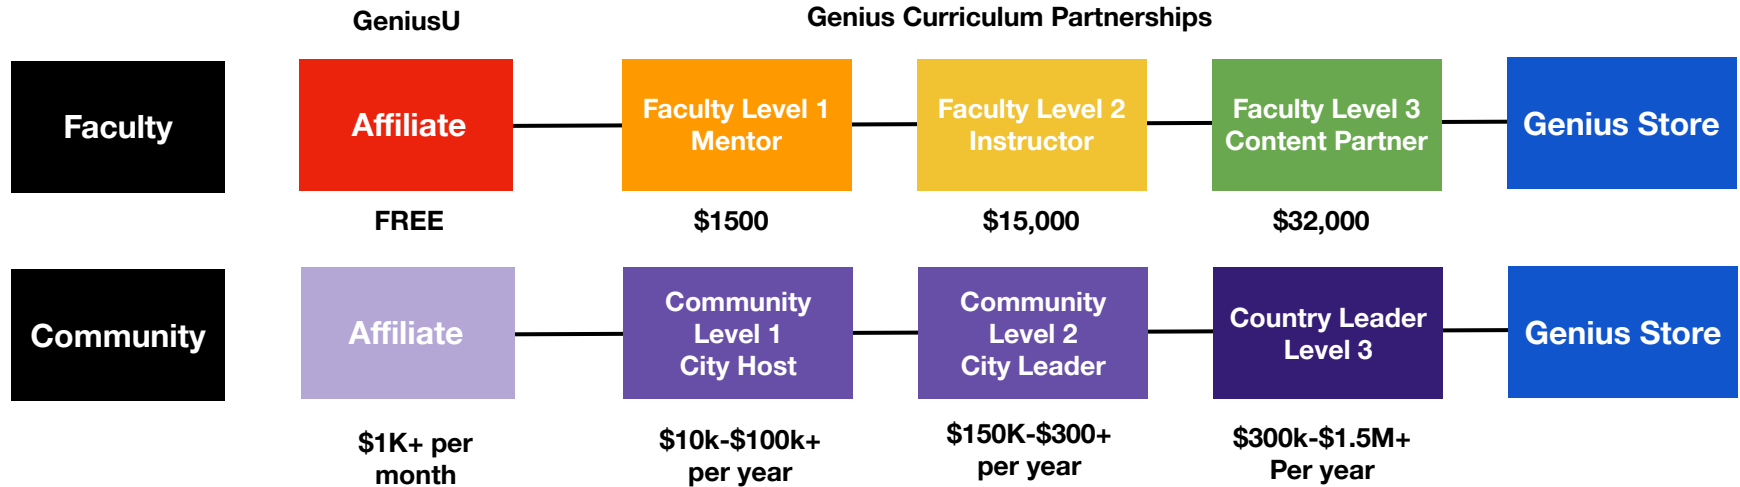 GeniusU
Genius Curriculum Partnerships
Faculty
Affiliate
Faculty Level 1
Mentor
Faculty Level 2
Instructor
Faculty Level 3
Content Partner
Genius Store
FREE
$1500
$15,000
$32,000
Community
Affiliate
Community
Level 1
City Host
Community
Level 2
City Leader
Country Leader
Level 3
Genius Store
$1K+ per
month
$10k-$100k+
per year
$150K-$300+
per year
$300k-$1.5M+
Per year